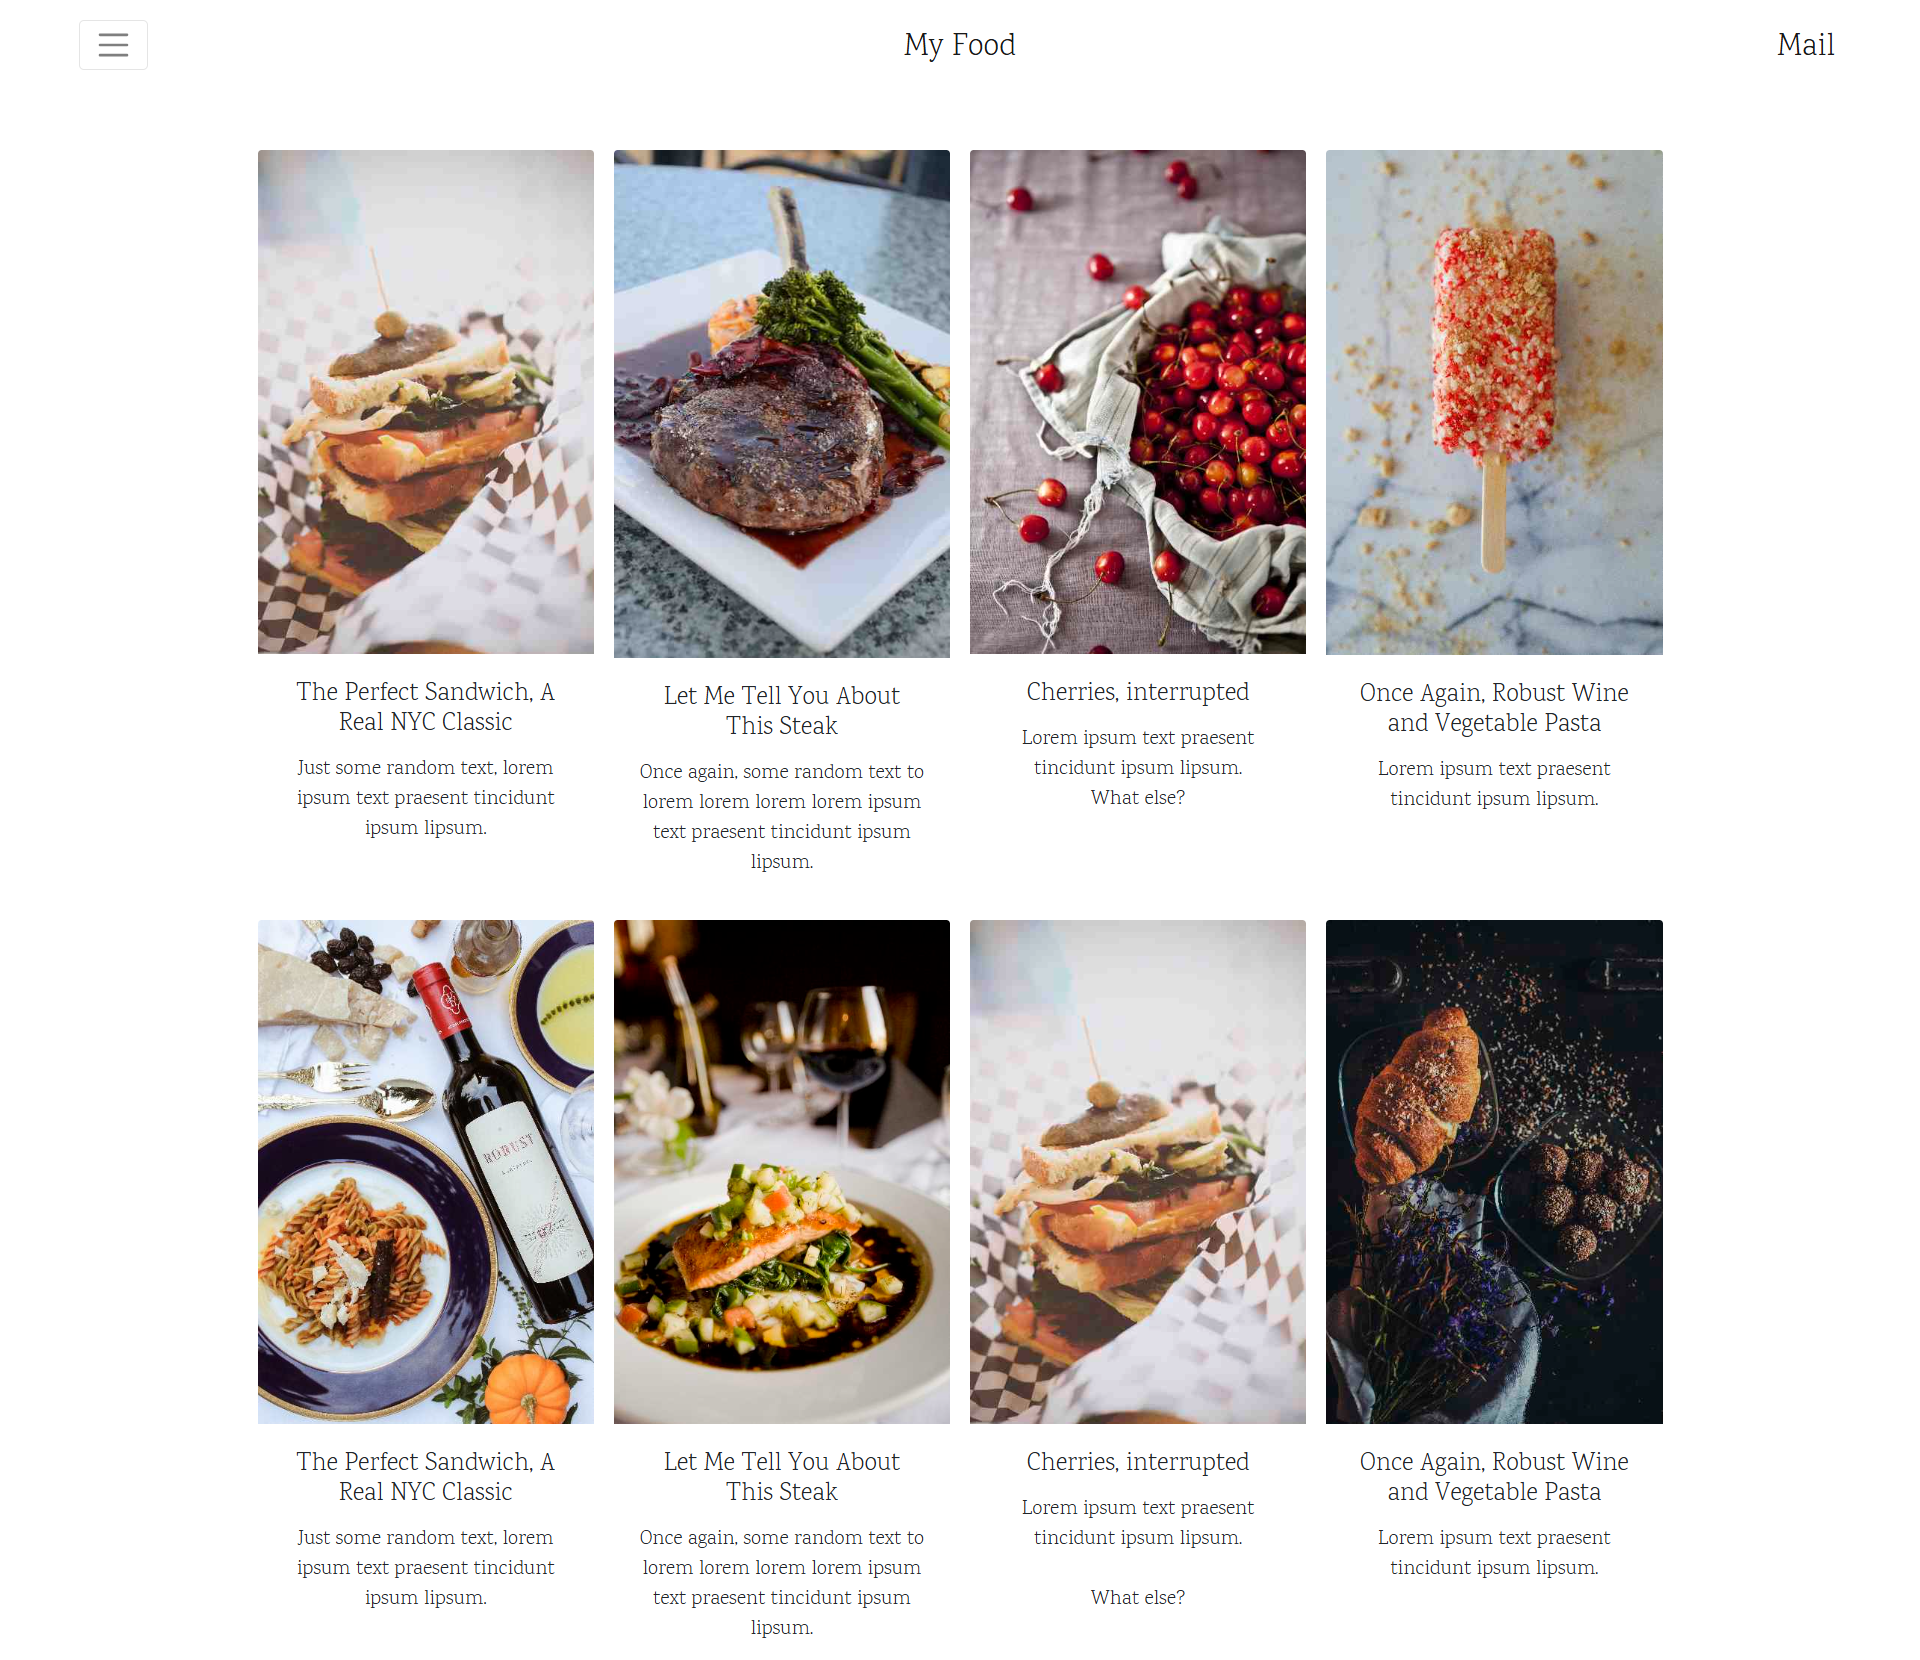 My Food
Mail
The Perfect Sandwich, A
Real NYC Classic
Just some random text, lorem
ipsum text praesent tincidunt
ipsum lipsum.
Let Me Tell You About
This Steak
Once again, some random text to
lorem lorem lorem lorem ipsum
text praesent tincidunt ipsum
lipsum.
Cherries, interrupted
Lorem ipsum text praesent
tincidunt ipsum lipsum.
What else?
Once Again, Robust Wine
and Vegetable Pasta
Lorem ipsum text praesent
tincidunt ipsum lipsum.
ROBUST
The Perfect Sandwich, A
Real NYC Classic
Just some random text, lorem
ipsum text praesent tincidunt
ipsum lipsum.
Let Me Tell You About
This Steak
Once again, some random text to
lorem lorem lorem lorem ipsum
text praesent tincidunt ipsum
lipsum.
Cherries, interrupted
Lorem ipsum text praesent
tincidunt ipsum lipsum.
What else?
Once Again, Robust Wine
and Vegetable Pasta
Lorem ipsum text praesent
tincidunt ipsum lipsum.